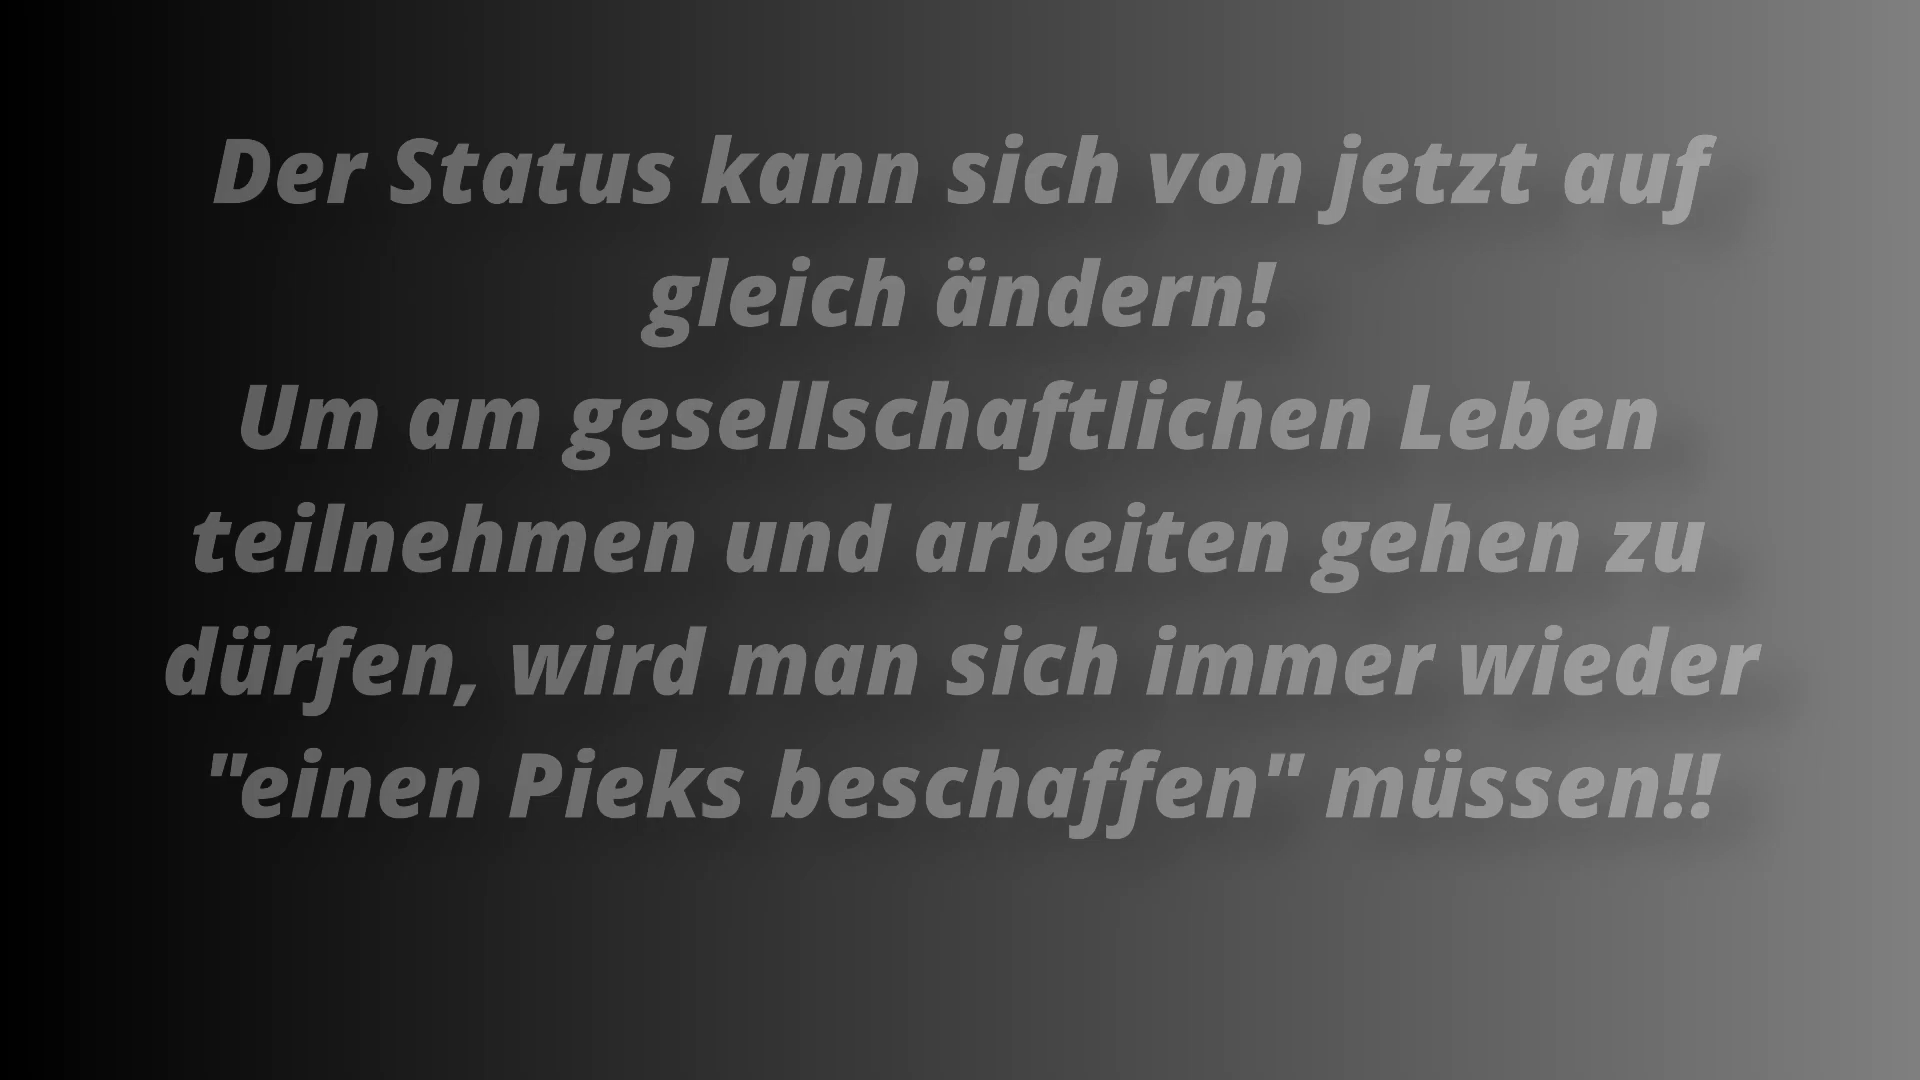 Der Status kann sich von jetzt auf
gleich ändern!
Um am gesellschaftlichen Leben
teilnehmen und arbeiten gehen zu
dürfen, wird man sich immer wieder
"einen Pieks beschaffen" müssen!!